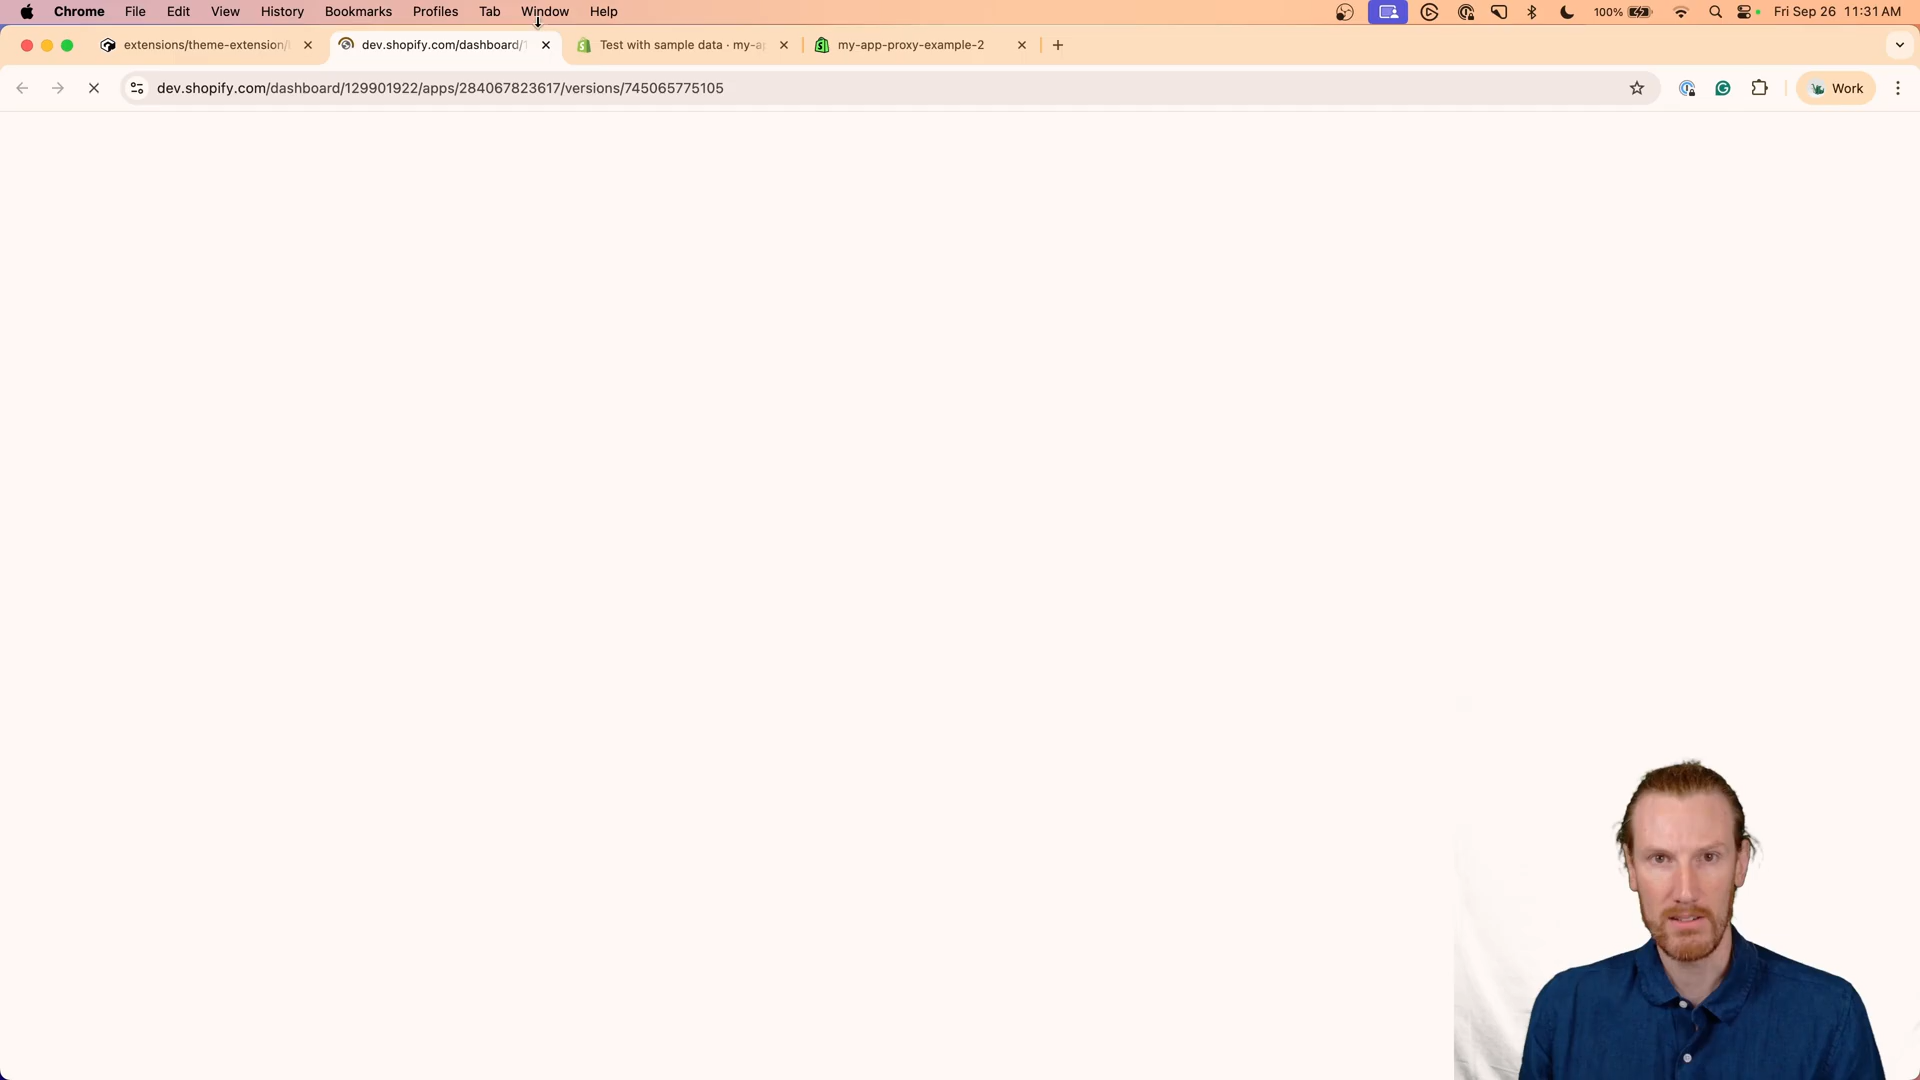 Chrome File Edit View History Bookmarks Profiles Tab Window Help 100% Fri Sep 26 11:31 AM
extensions/theme-extension/ dev.shopify.com/dashboard/1 Test with sample data · my-ap my-app-proxy-example-2
dev.shopify.com/dashboard/129901922/apps/284067823617/versions/745065775105 Work